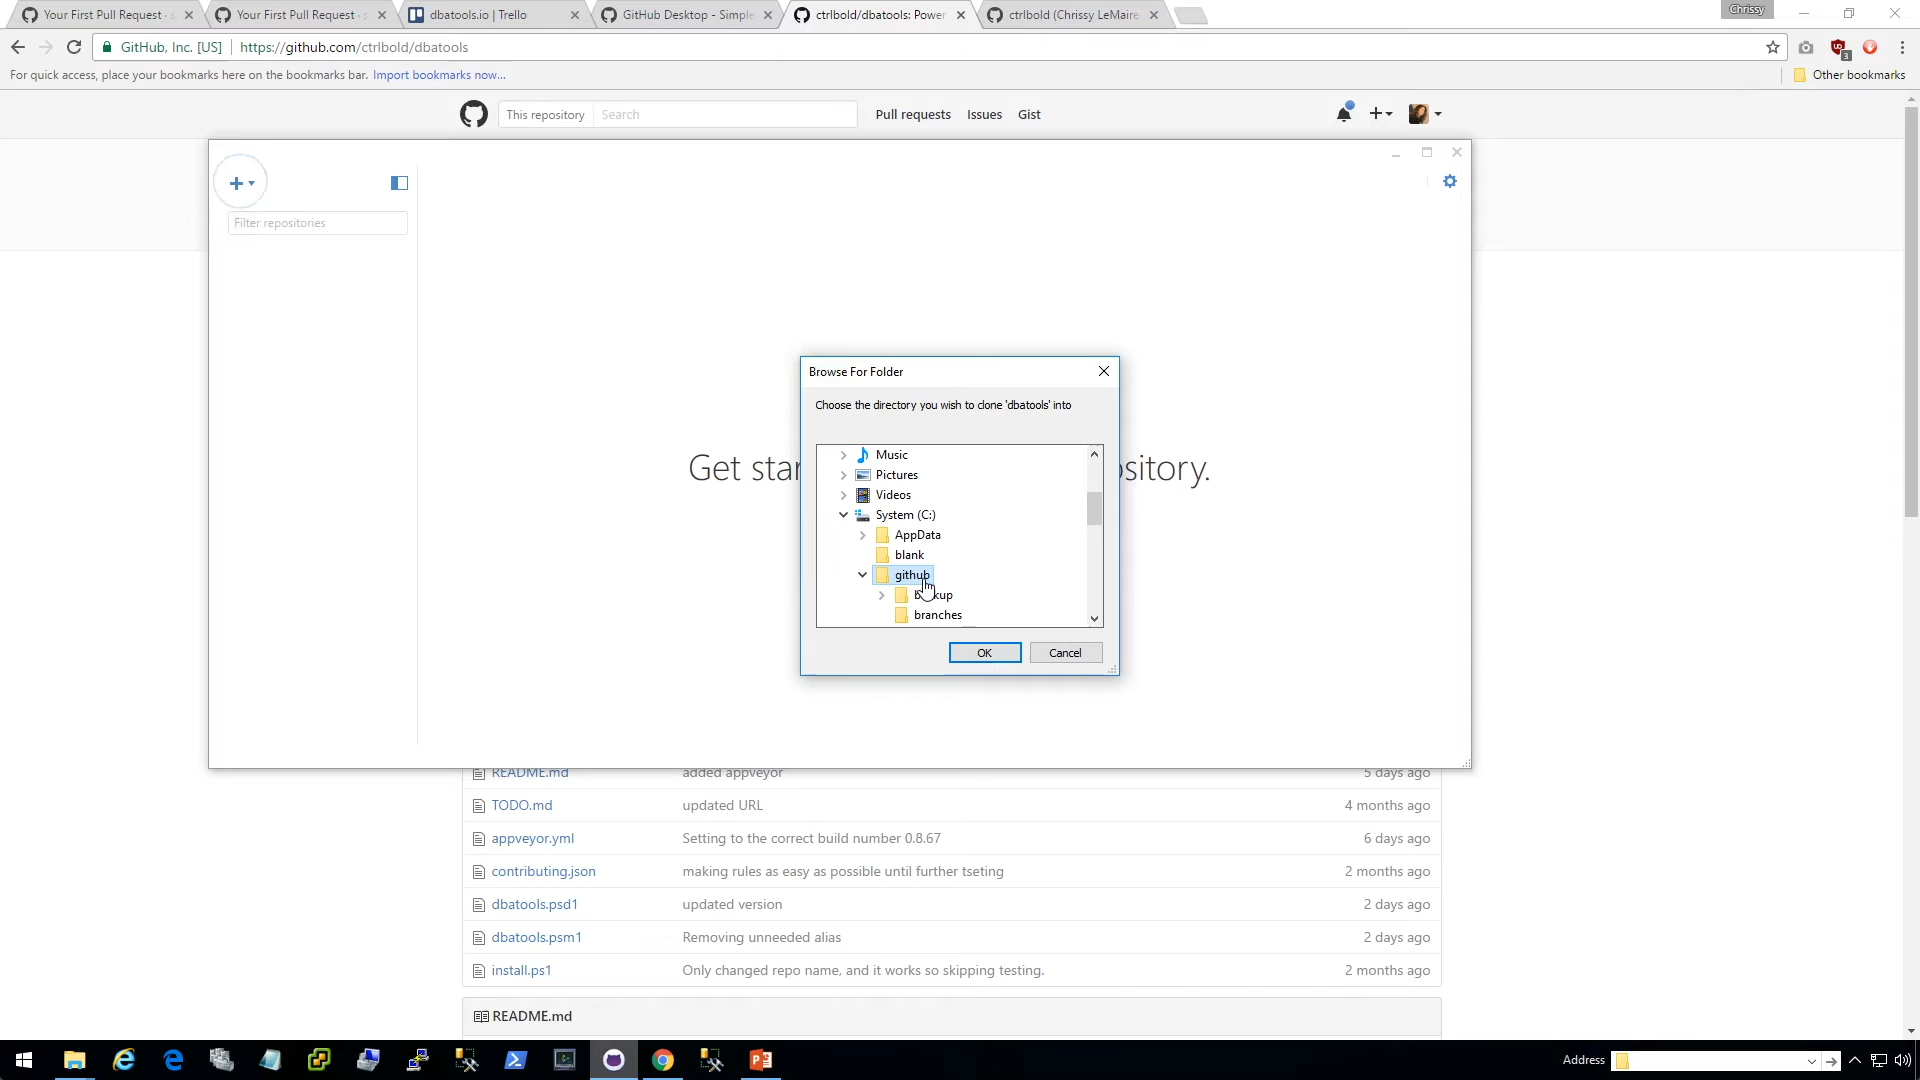 Your First Pull Request · s
Your First Pull Request · s
dbatools.io | Trello
GitHub Desktop - Simple
ctrlbold/dbatools: Power
ctrlbold (Chrissy LeMaire
Chrissy
GitHub, Inc. [US]
https://github.com/ctrlbold/dbatools
3
For quick access, place your bookmarks here on the bookmarks bar. Import bookmarks now...
Other bookmarks
This repository
Search
Pull requests
Issues
Gist
Filter repositories
Browse For Folder
Choose the directory you wish to clone 'dbatools' into
Music
Pictures
Videos
System (C:)
AppData
blank
github
branches
OK
Cancel
Get
README.md added appveyor 5 days ago
TODO.md updated URL 4 months ago
appveyor.yml Setting to the correct build number 0.8.67 6 days ago
contributing.json making rules as easy as possible until further tseting 2 months ago
dbatools.psd1 updated version 2 days ago
dbatools.psm1 Removing unneeded alias 2 days ago
install.ps1 Only changed repo name, and it works so skipping testing. 2 months ago
README.md
Address